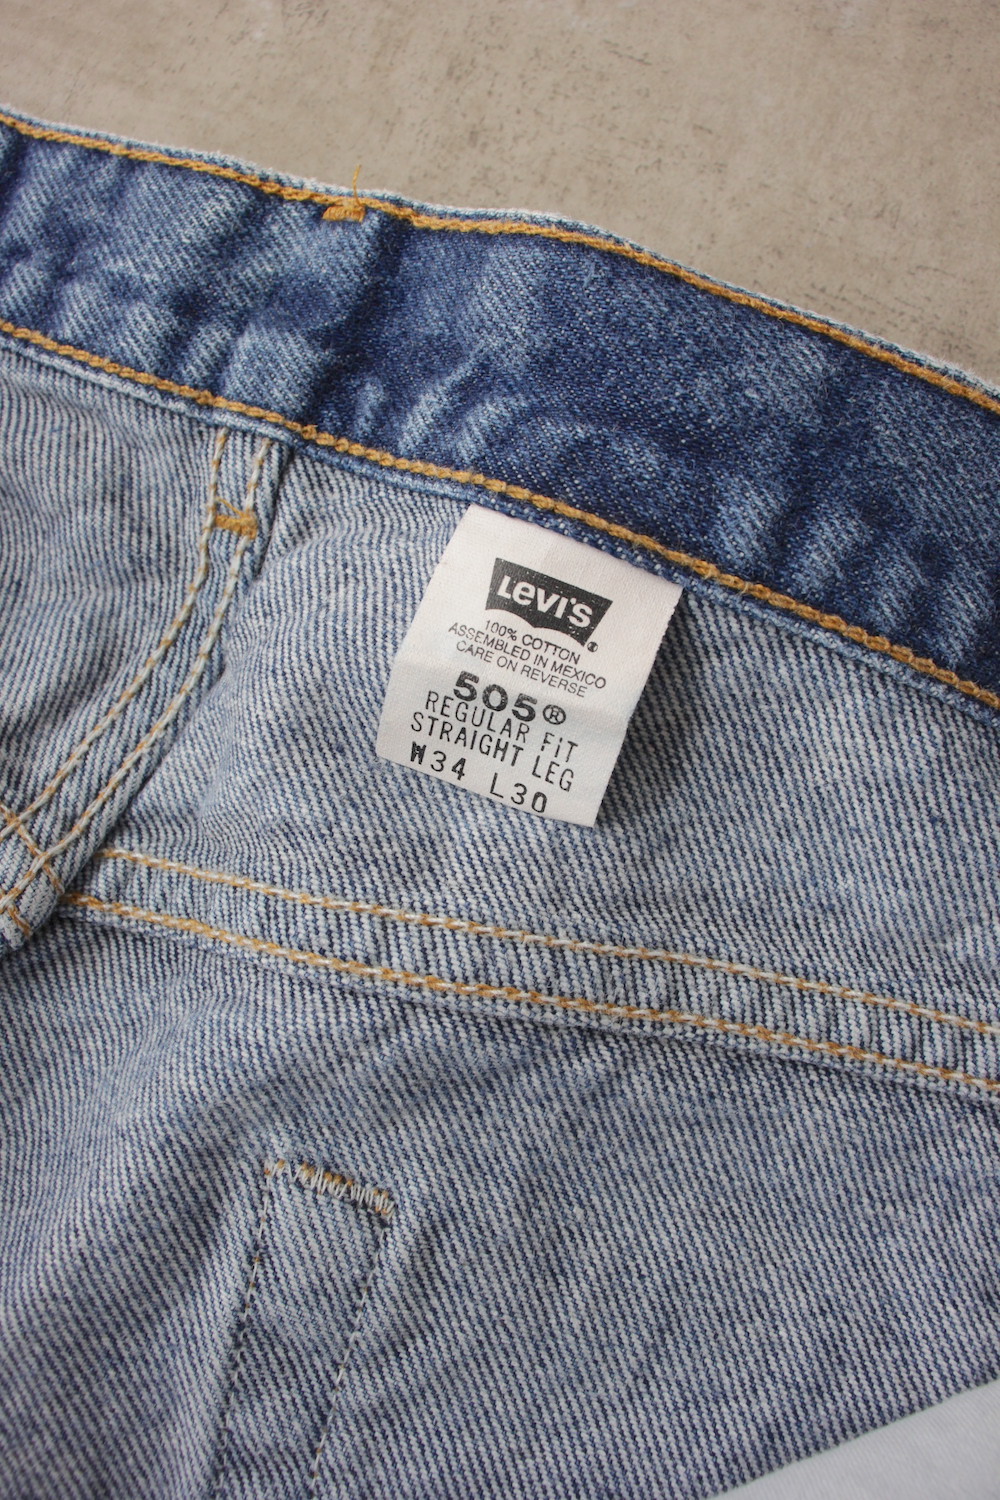 Levi's
100% COTTON
ASSEMBLED IN MEXICO
CARE ON REVERSE
505®
REGULAR FIT
STRAIGHT LEG
W34 L30